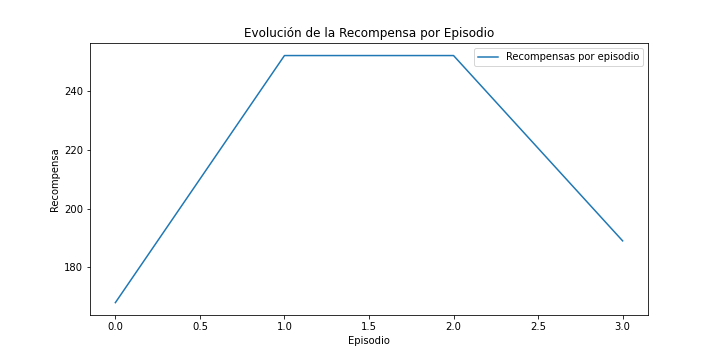 Evolución de la Recompensa por Episodio
Recompensas por episodio
Recompensa
240
220
200
180
0.0 0.5 1.0 1.5 2.0 2.5 3.0
Episodio